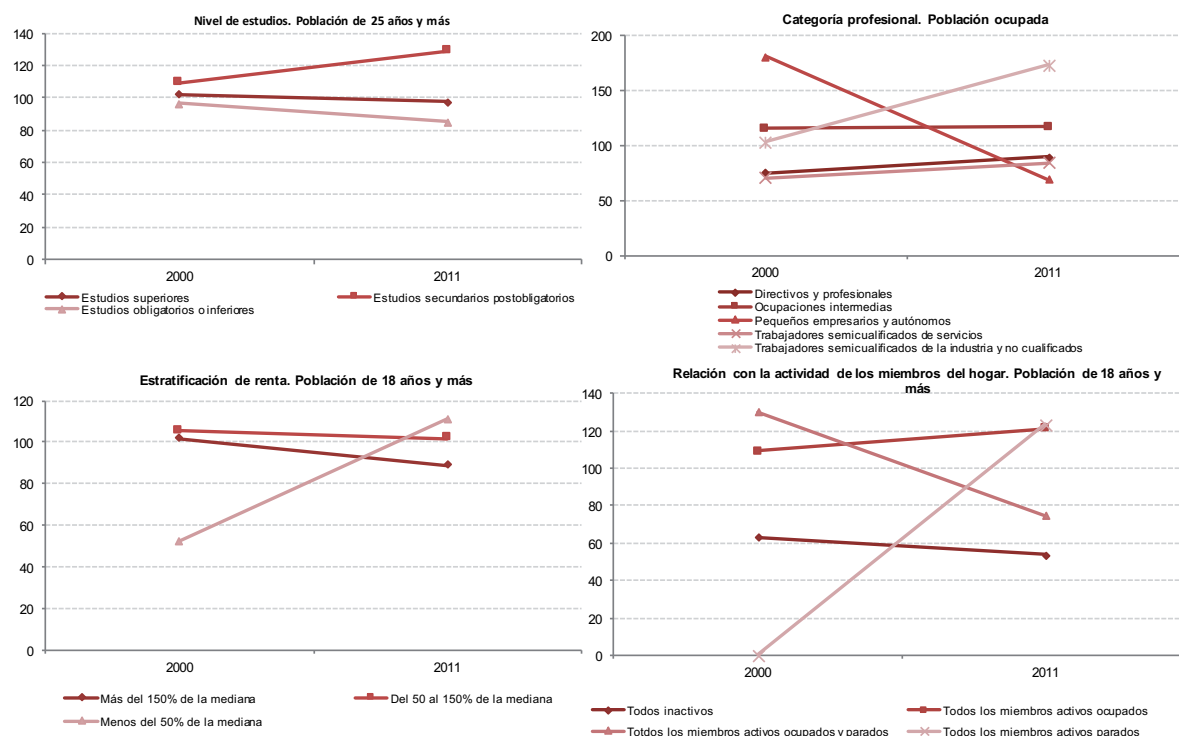 Nivel de estudios. Población de 25 años y más
140
120
100
80
60
40
20
0
2000
2011
Estudios superiores
Estudios secundarios postobligatorios
Estudios obligatorios o inferiores
Categoría profesional. Población ocupada
200
150
100
50
0
2000
2011
Directivos y profesionales
Ocupaciones intermedias
Pequeños empresarios y autónomos
Trabajadores semicualificados de servicios
Trabajadores semicualificados de la industria y no cualificados
Estratificación de renta. Población de 18 años y más
120
100
80
60
40
20
0
2000
2011
Más del 150% de la mediana
Del 50 al 150% de la mediana
Menos del 50% de la mediana
Relación con la actividad de los miembros del hogar. Población de 18 años y
más
140
120
100
80
60
40
20
0
2000
2011
Todos inactivos
Todos los miembros activos ocupados
Totdos los miembros activos ocupados y parados
Todos los miembros activos parados